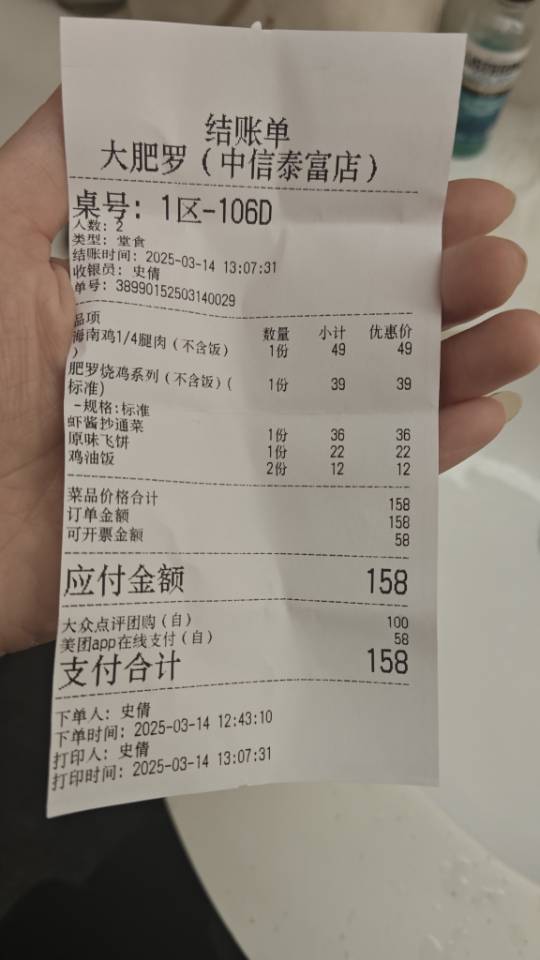 结账单
大肥罗（中信泰富店）
桌号: 1区-106D
人数: 2
类型: 堂食
结账时间: 2025-03-14 13:07:31
收银员: 史倩
单号: 38990152503140029
品项 数量 小计 优惠价
海南鸡1/4腿肉（不含饭） 1份 49 49
）
肥罗烧鸡系列（不含饭）( 1份 39 39
标准)
-规格:标准
虾酱抄通菜 1份 36 36
原味飞饼 1份 22 22
鸡油饭 2份 12 12
菜品价格合计 158
订单金额 158
可开票金额 58
应付金额 158
大众点评团购(自) 100
美团app在线支付(自) 58
支付合计 158
下单人: 史倩
下单时间: 2025-03-14 12:43:10
打印人: 史倩
打印时间: 2025-03-14 13:07:31